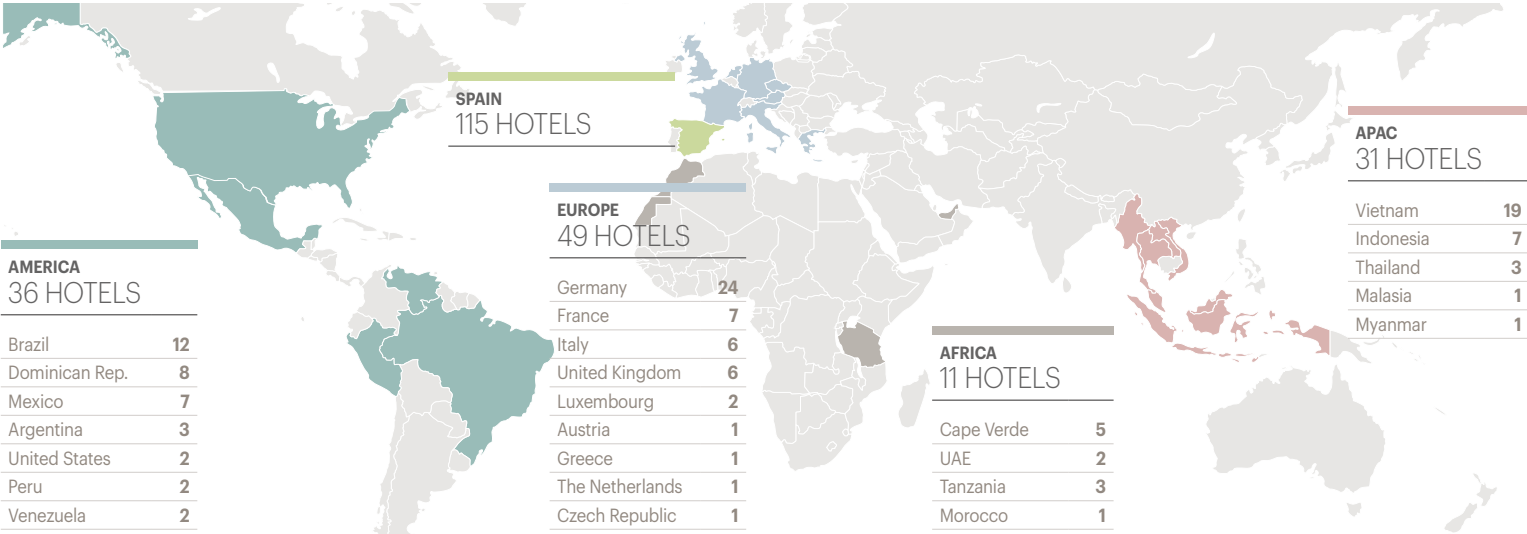 SPAIN
115 HOTELS
APAC
31 HOTELS
Vietnam 19
Indonesia 7
Thailand 3
Malasia 1
Myanmar 1
EUROPE
49 HOTELS
Germany 24
France 7
Italy 6
United Kingdom 6
Luxembourg 2
Austria 1
Greece 1
The Netherlands 1
Czech Republic 1
AMERICA
36 HOTELS
Brazil 12
Dominican Rep. 8
Mexico 7
Argentina 3
United States 2
Peru 2
Venezuela 2
AFRICA
11 HOTELS
Cape Verde 5
UAE 2
Tanzania 3
Morocco 1